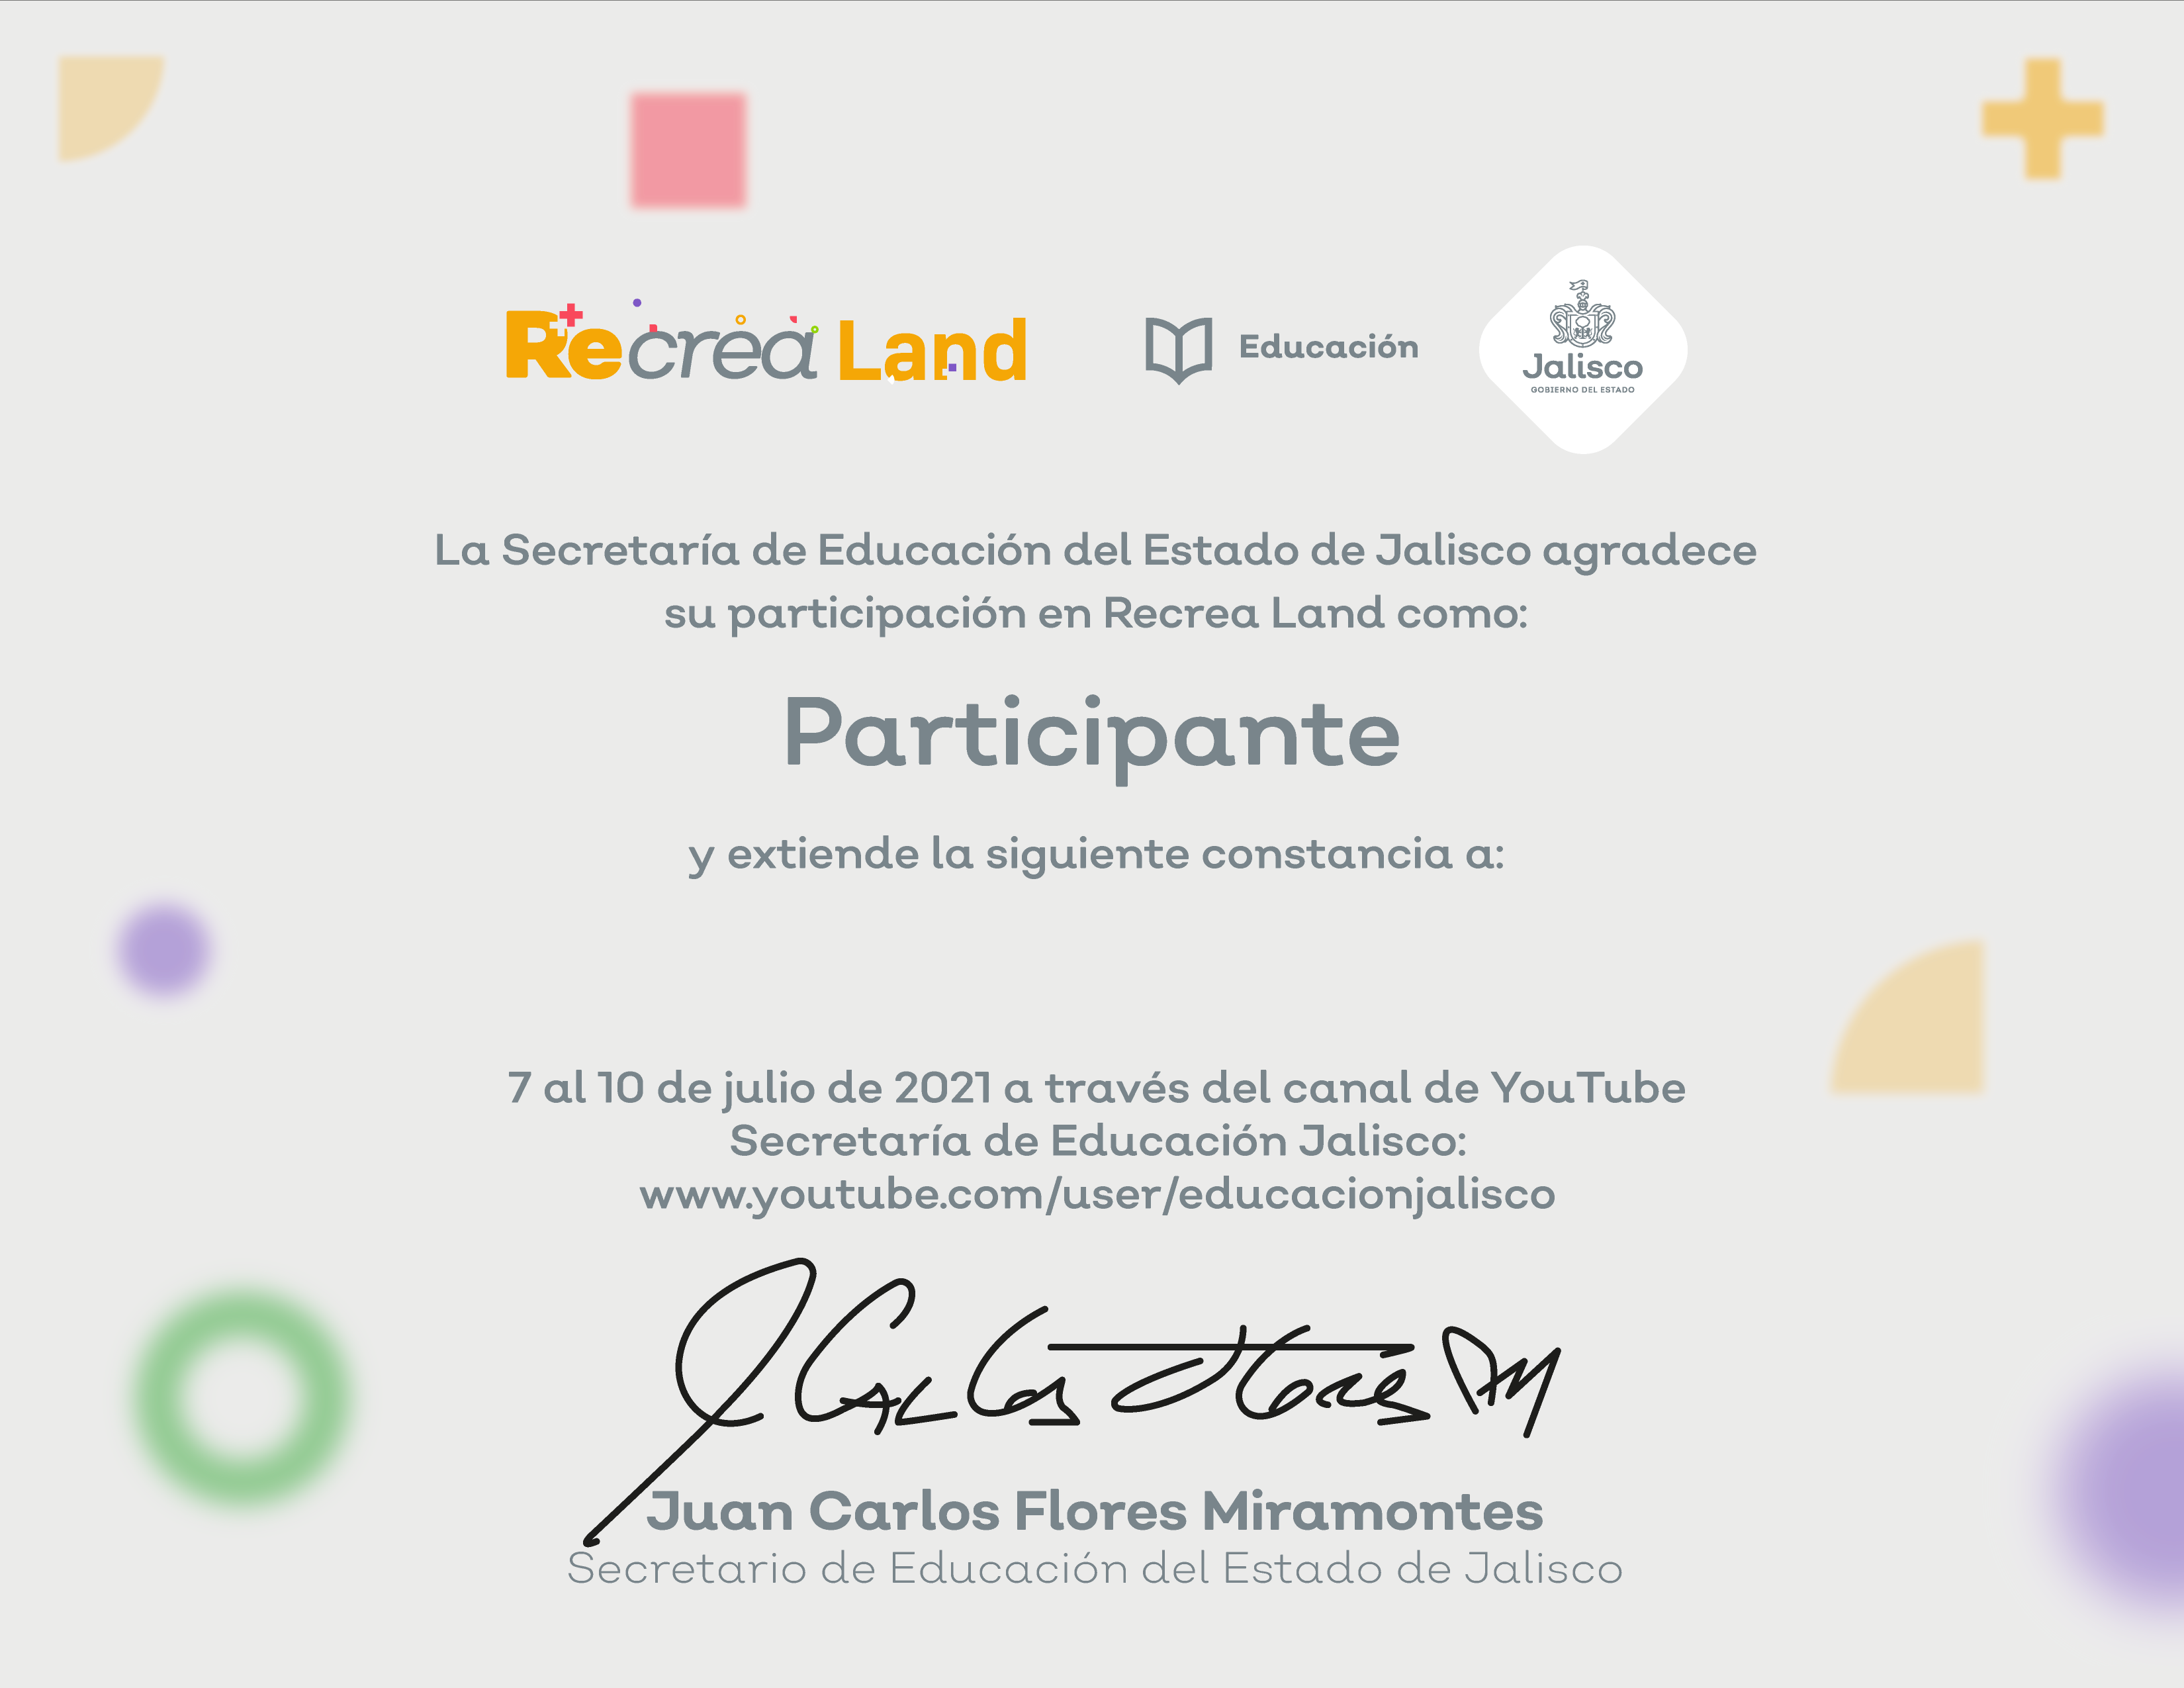 Recrea Land
Educación
Jalisco
GOBIERNO DEL ESTADO
La Secretaría de Educación del Estado de Jalisco agradece
su participación en Recrea Land como:
Participante
y extiende la siguiente constancia a:
7 al 10 de julio de 2021 a través del canal de YouTube
Secretaría de Educación Jalisco:
www.youtube.com/user/educacionjalisco
Juan Carlos Flores Miramontes
Secretario de Educación del Estado de Jalisco